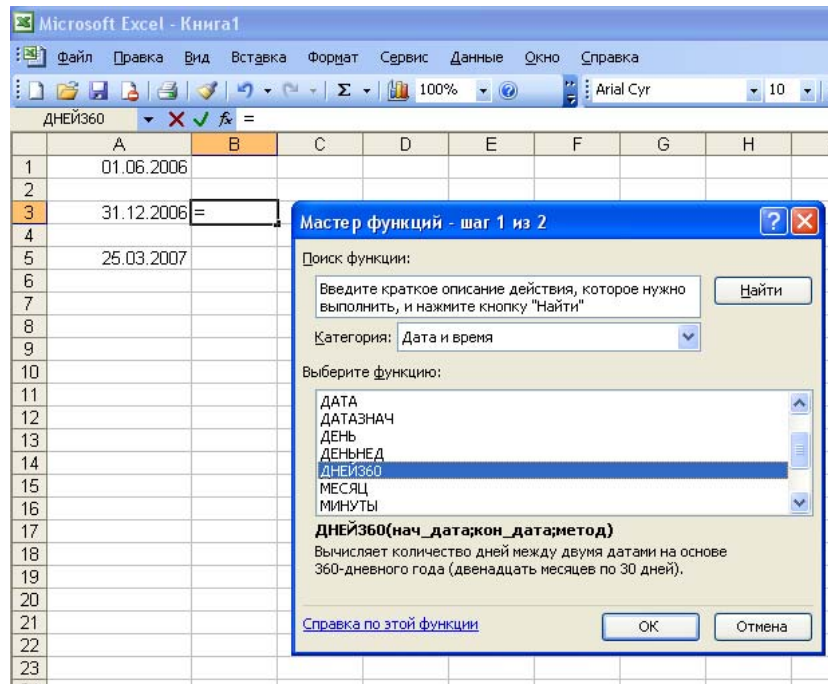 Microsoft Excel - Книга1
Файл Правка Вид Вставка Формат Сервис Данные Окно Справка
100% Arial Cyr 10
ДНЕЙ360 =
A B C D E F G H
1 01.06.2006
2
3 31.12.2006 =
4
5 25.03.2007
6
7
8
9
10
11
12
13
14
15
16
17
18
19
20
21
22
23
Мастер функций - шаг 1 из 2
Поиск функции:
Введите краткое описание действия, которое нужно
выполнить, и нажмите кнопку "Найти"
Найти
Категория: Дата и время
Выберите функцию:
ДАТА
ДАТАЗНАЧ
ДЕНЬ
ДЕНЬНЕД
ДНЕЙ360
МЕСЯЦ
МИНУТЫ
ДНЕЙ360(нач_дата;кон_дата;метод)
Вычисляет количество дней между двумя датами на основе
360-дневного года (двенадцать месяцев по 30 дней).
Справка по этой функции
ОК Отмена